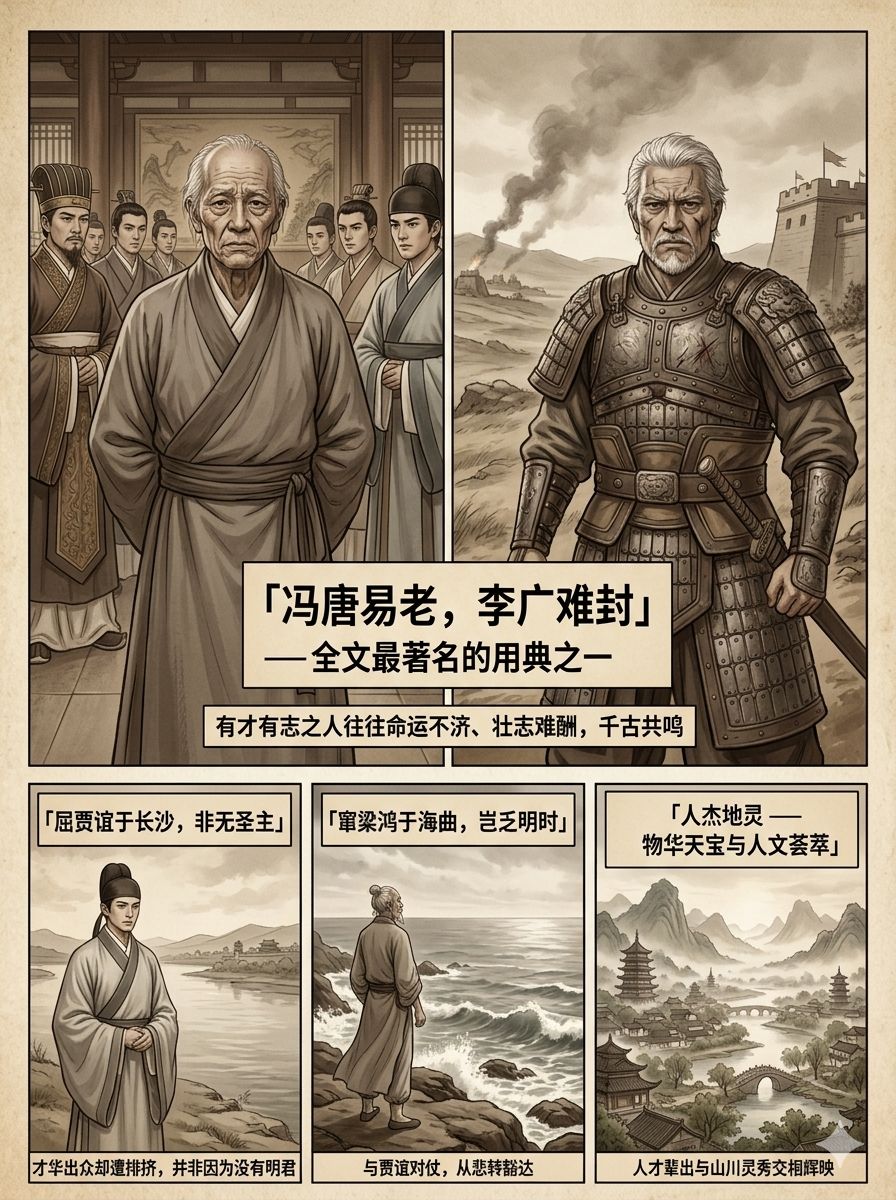 「冯唐易老，李广难封」
— 全文最著名的用典之一
有才有志之人往往命运不济、壮志难酬，千古共鸣
「屈贾谊于长沙，非无圣主」
「窜梁鸿于海曲，岂乏明时」
「人杰地灵 —
物华天宝与人文荟萃」
才华出众却遭排挤，并非因为没有明君
与贾谊对仗，从悲转豁达
人才辈出与山川灵秀交相辉映